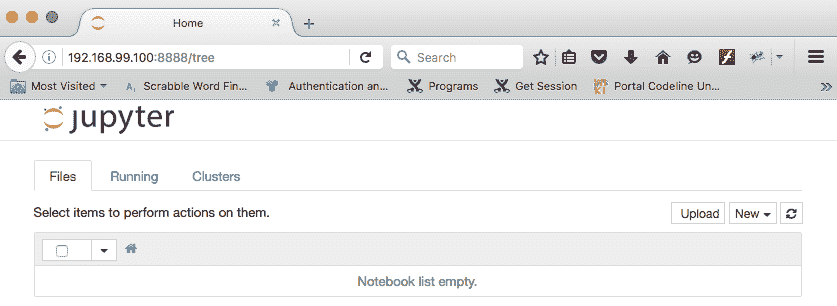 Home
192.168.99.100:8888/tree
Search
Most Visited
Scrabble Word Fin...
Authentication an...
Programs
Get Session
Portal Codeline Un...
jupyter
Files Running Clusters
Select items to perform actions on them.
Upload New
Notebook list empty.